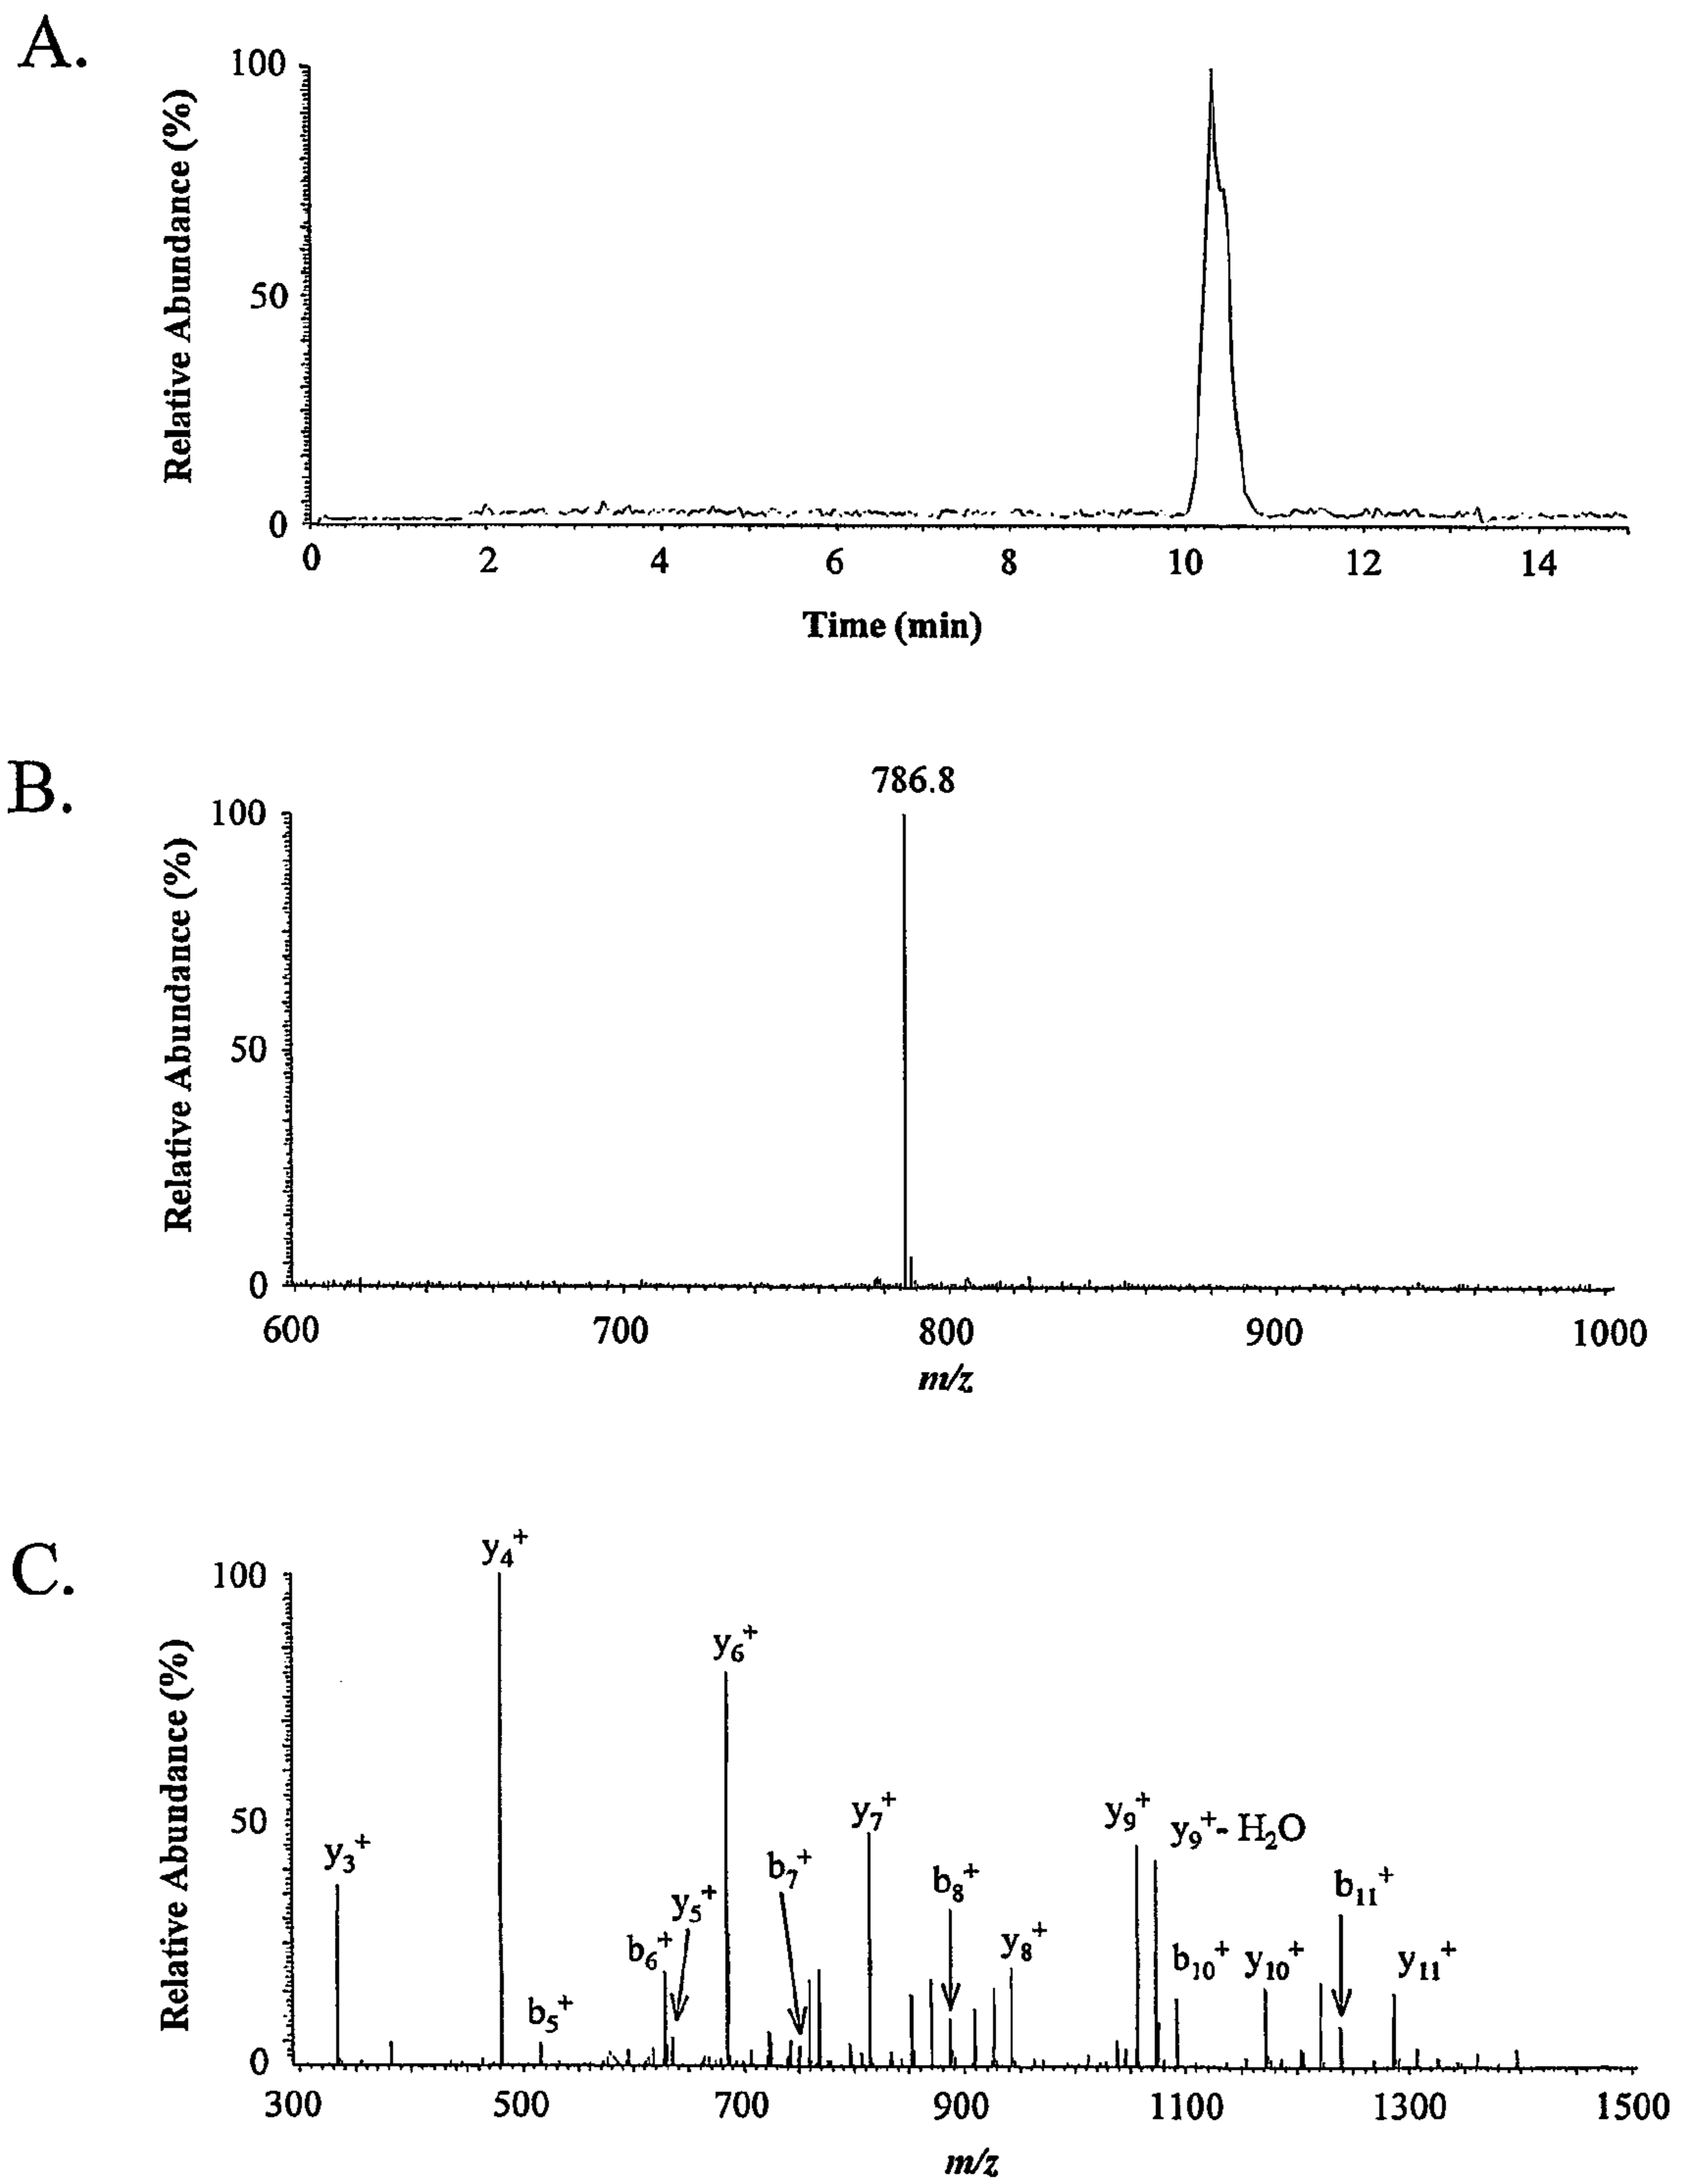 A.
Relative Abundance (%)
100
50
0
0 2 4 6 8 10 12 14
Time (min)
B.
Relative Abundance (%)
786.8
100
50
0
600 700 800 900 1000
m/z
C.
Relative Abundance (%)
100
50
0
y₃⁺
y₄⁺
b₅⁺
b₆⁺
y₅⁺
y₆⁺
b₇⁺
y₇⁺
b₈⁺
y₈⁺
y₉⁺
y₉⁺- H₂O
b₁₀⁺
y₁₀⁺
b₁₁⁺
y₁₁⁺
300 500 700 900 1100 1300 1500
m/z